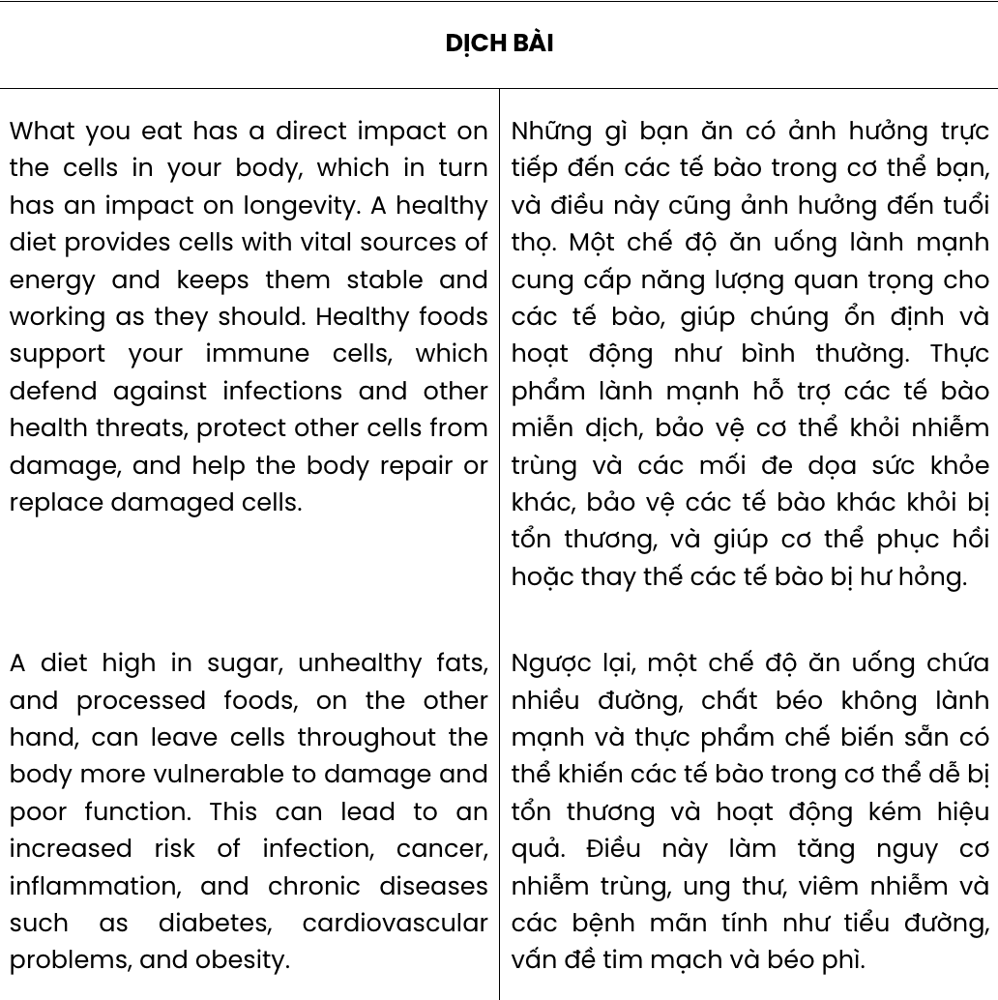 DỊCH BÀI
What you eat has a direct impact on
the cells in your body, which in turn
has an impact on longevity. A healthy
diet provides cells with vital sources of
energy and keeps them stable and
working as they should. Healthy foods
support your immune cells, which
defend against infections and other
health threats, protect other cells from
damage, and help the body repair or
replace damaged cells.
Những gì bạn ăn có ảnh hưởng trực
tiếp đến các tế bào trong cơ thể bạn,
và điều này cũng ảnh hưởng đến tuổi
thọ. Một chế độ ăn uống lành mạnh
cung cấp năng lượng quan trọng cho
các tế bào, giúp chúng ổn định và
hoạt động như bình thường. Thực
phẩm lành mạnh hỗ trợ các tế bào
miễn dịch, bảo vệ cơ thể khỏi nhiễm
trùng và các mối đe dọa sức khỏe
khác, bảo vệ các tế bào khác khỏi bị
tổn thương, và giúp cơ thể phục hồi
hoặc thay thế các tế bào bị hư hỏng.
A diet high in sugar, unhealthy fats,
and processed foods, on the other
hand, can leave cells throughout the
body more vulnerable to damage and
poor function. This can lead to an
increased risk of infection, cancer,
inflammation, and chronic diseases
such as diabetes, cardiovascular
problems, and obesity.
Ngược lại, một chế độ ăn uống chứa
nhiều đường, chất béo không lành
mạnh và thực phẩm chế biến sẵn có
thể khiến các tế bào trong cơ thể dễ bị
tổn thương và hoạt động kém hiệu
quả. Điều này làm tăng nguy cơ
nhiễm trùng, ung thư, viêm nhiễm và
các bệnh mãn tính như tiểu đường,
vấn đề tim mạch và béo phì.